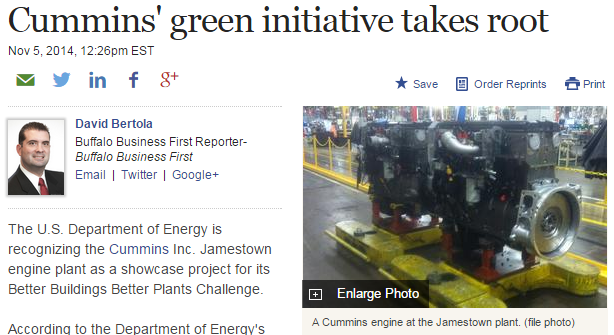 Cummins' green initiative takes root
Nov 5, 2014, 12:26pm EST
f g+
Save Order Reprints Print
David Bertola
Buffalo Business First Reporter-
Buffalo Business First
Email | Twitter | Google+
The U.S. Department of Energy is
recognizing the Cummins Inc. Jamestown
engine plant as a showcase project for its
Better Buildings Better Plants Challenge.
According to the Department of Energy's
Enlarge Photo
A Cummins engine at the Jamestown plant. (file photo)